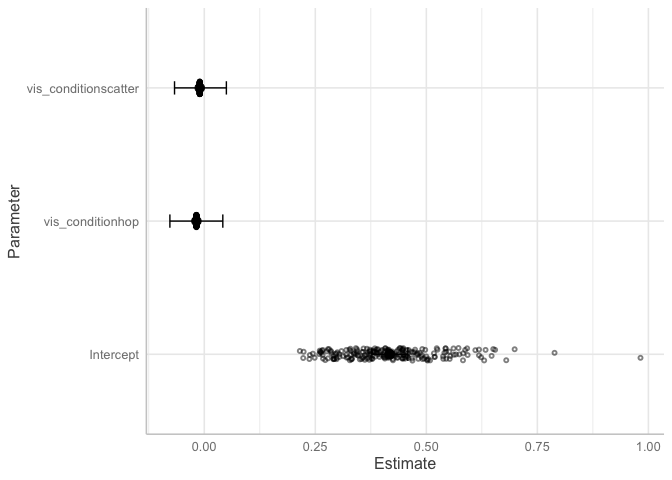 vis_conditionscatter
vis_conditionhop
Intercept
Parameter
0.00 0.25 0.50 0.75 1.00
Estimate